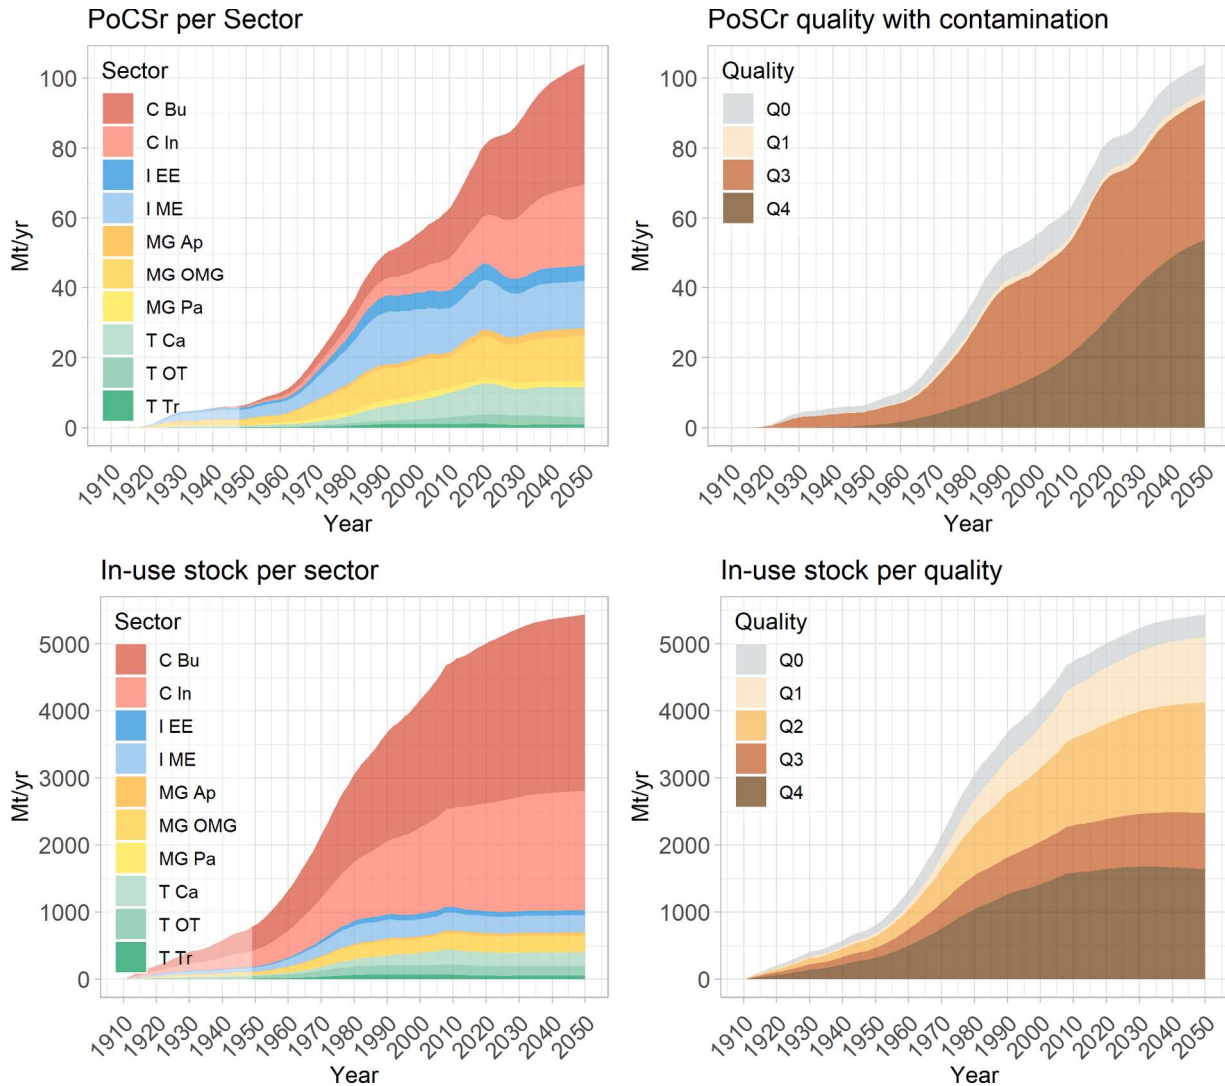 PoCSr per Sector
Mt/yr
100
80
60
40
20
0
Sector
C Bu
C In
I EE
I ME
MG Ap
MG OMG
MG Pa
T Ca
T OT
T Tr
1910 1920 1930 1940 1950 1960 1970 1980 1990 2000 2010 2020 2030 2040 2050
Year
PoSCr quality with contamination
Mt/yr
100
80
60
40
20
0
Quality
Q0
Q1
Q3
Q4
1910 1920 1930 1940 1950 1960 1970 1980 1990 2000 2010 2020 2030 2040 2050
Year
In-use stock per sector
Mt/yr
5000
4000
3000
2000
1000
0
Sector
C Bu
C In
I EE
I ME
MG Ap
MG OMG
MG Pa
T Ca
T OT
T Tr
1910 1920 1930 1940 1950 1960 1970 1980 1990 2000 2010 2020 2030 2040 2050
Year
In-use stock per quality
Mt/yr
5000
4000
3000
2000
1000
0
Quality
Q0
Q1
Q2
Q3
Q4
1910 1920 1930 1940 1950 1960 1970 1980 1990 2000 2010 2020 2030 2040 2050
Year